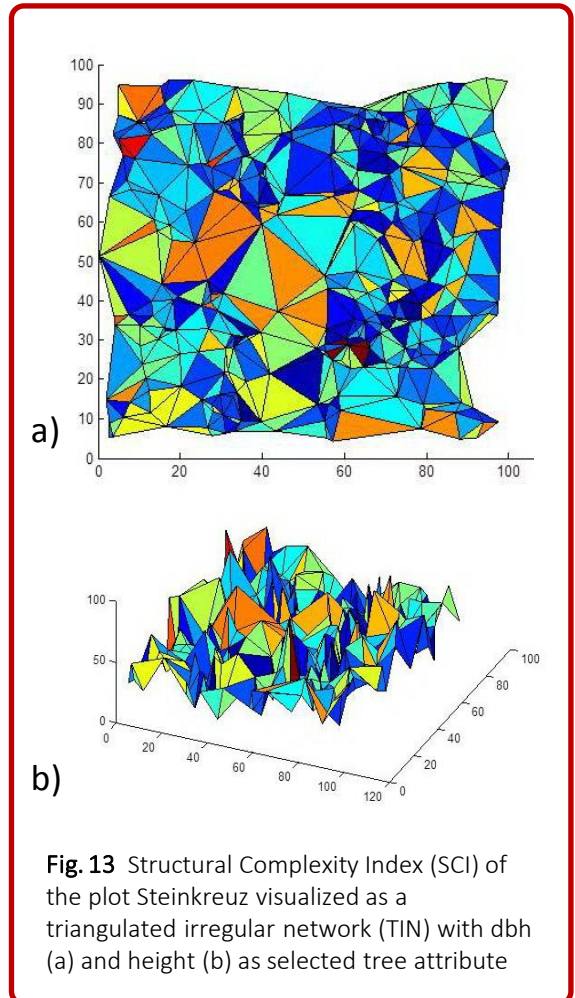 100
90
80
70
60
50
40
30
20
10
0
a)
0 20 40 60 80 100
100
50
0
0 20 40 60 80 100 120
0 20 40 60 80 100
b)
Fig. 13 Structural Complexity Index (SCI) of
the plot Steinkreuz visualized as a
triangulated irregular network (TIN) with dbh
(a) and height (b) as selected tree attribute